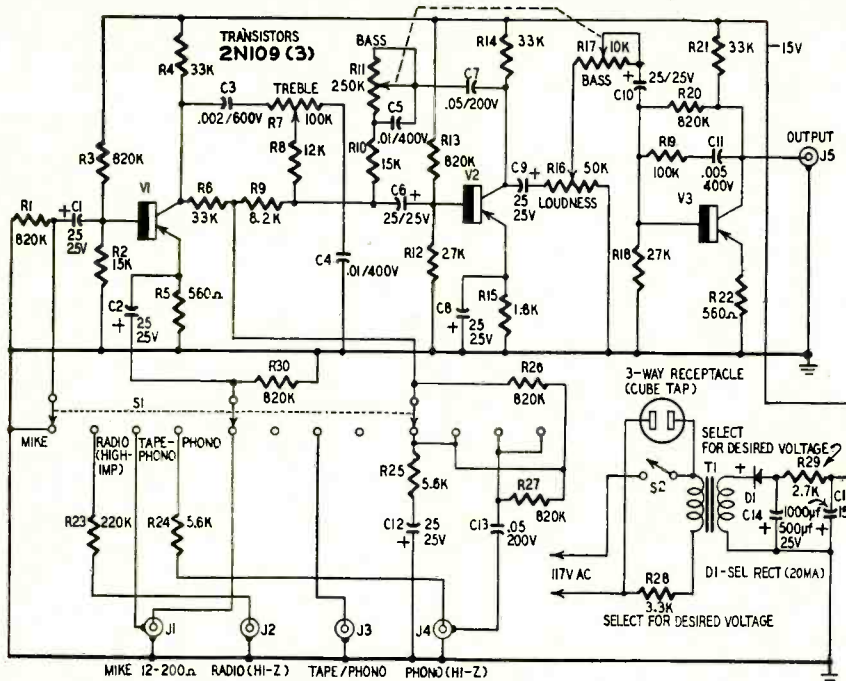 TRANSISTORS
2N109 (3)
R4
33K
BASS
R11
250K
C7
.05/200V
R14
33K
R17
10K
BASS
25/25V
C10
R21
33K
—15V
C3
.002/600V
TREBLE
R7
100K
C5
.01/400V
R20
820K
R3
820K
R8
12K
R10
15K
R13
820K
C9
25
25V
R16
50K
LOUDNESS
R19
100K
C11
.005
400V
OUTPUT
J5
R1
820K
C1
25
25V
V1
R6
33K
R9
8.2K
C6
25/25V
V2
V3
R2
15K
C2
25
25V
R5
560Ω
C4
.01/400V
R12
27K
C8
25
25V
R15
1.8K
R18
27K
R22
560Ω
R30
820K
R26
820K
3-WAY RECEPTACLE
(CUBE TAP)
S1
MIKE
RADIO
(HIGH-
IMP)
TAPE-
PHONO
PHONO
R25
5.6K
R27
820K
SELECT
FOR DESIRED VOLTAGE
S2
T1
D1
R29
2.7K
R23
220K
R24
5.6K
C12
25
25V
C13
.05
200V
C14
1000µf
500µf
25V
117V AC
R28
3.3K
D1-SEL RECT (20MA)
SELECT FOR DESIRED VOLTAGE
J1
J2
J3
J4
MIKE 12-200Ω
RADIO (HI-Z)
TAPE/PHONO
PHONO (HI-Z)